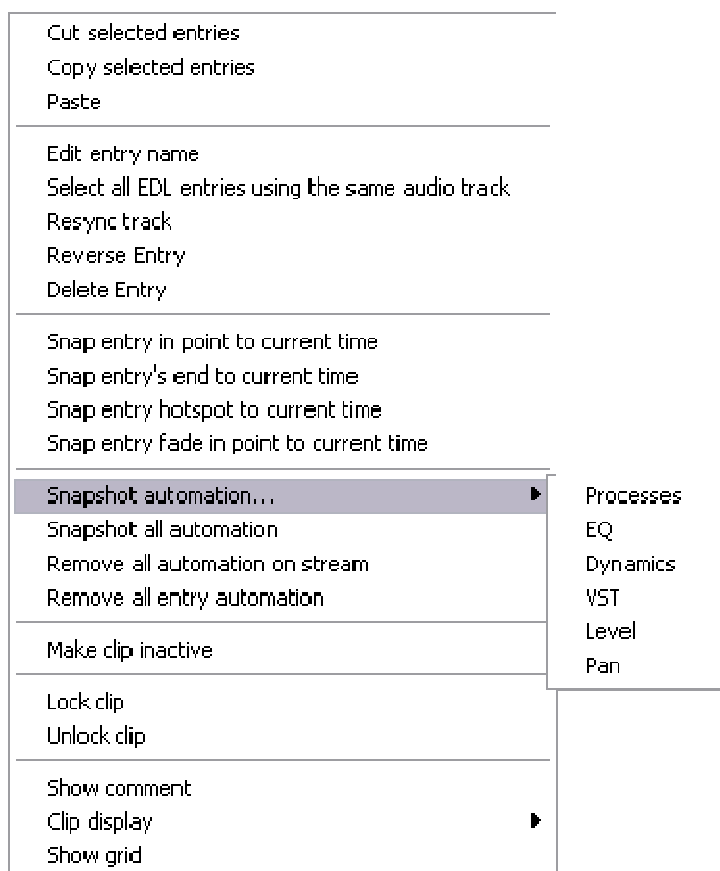 Cut selected entries
Copy selected entries
Paste
Edit entry name
Select all EDL entries using the same audio track
Resync track
Reverse Entry
Delete Entry
Snap entry in point to current time
Snap entry's end to current time
Snap entry hotspot to current time
Snap entry fade in point to current time
Snapshot automation...
Snapshot all automation
Remove all automation on stream
Remove all entry automation
Make clip inactive
Lock clip
Unlock clip
Show comment
Clip display
Show grid
Processes
EQ
Dynamics
VST
Level
Pan